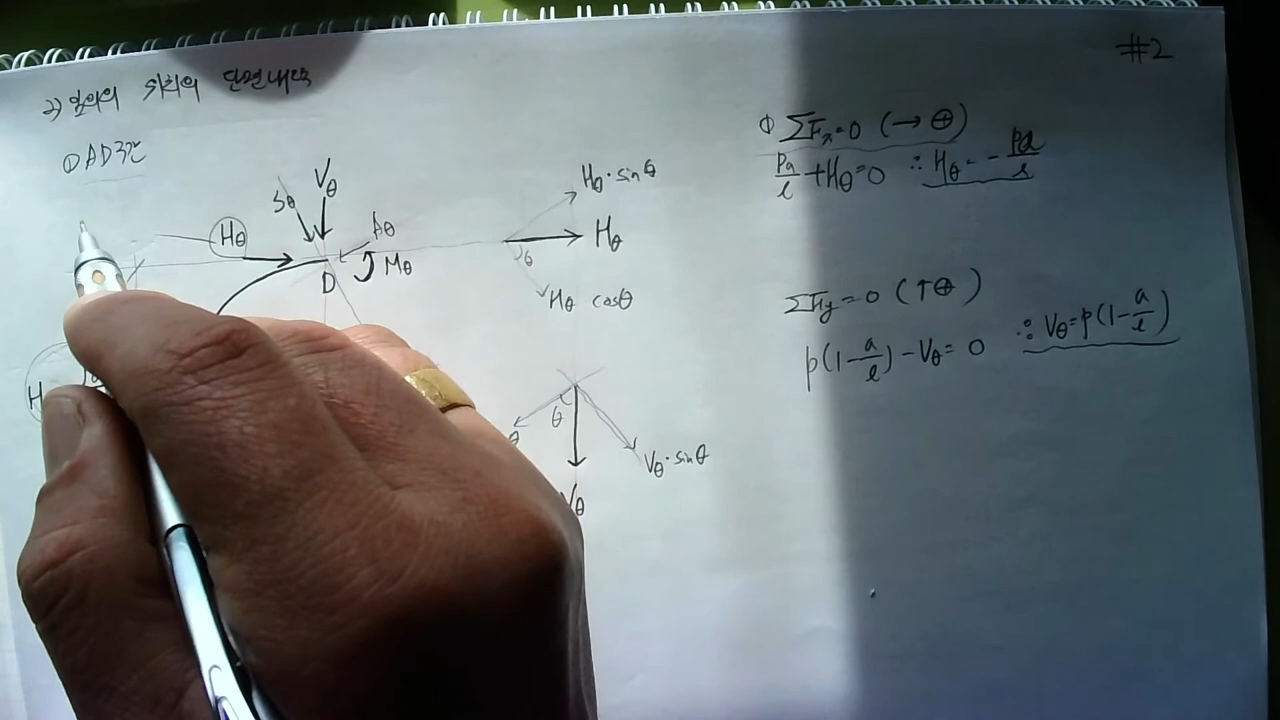 #2
2) 임의의 위치의 단면내력
① AD구간
Vθ
Sθ
Hθ
Aθ
Mθ
D
H
Hθ·sinθ
Hθ
θ
Hθ cosθ
θ
θ
Vθ·sinθ
Vθ
① ΣFx=0 (→ ⊕)
Pa/l + Hθ=0 ∴ Hθ=-Pa/l
ΣFy=0 (↑⊕)
p(1-a/l)-Vθ=0 ∴ Vθ=p(1-a/l)